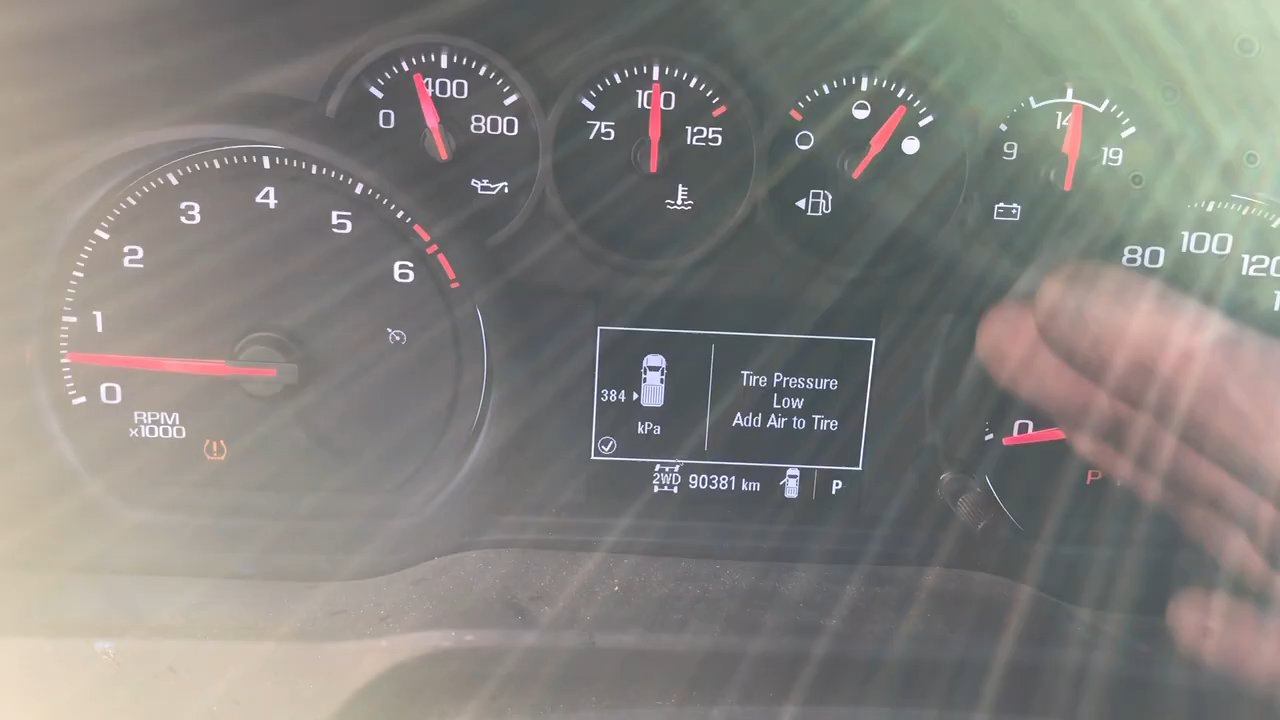 0
400
800
75
100
125
9
14
19
0
1
2
3
4
5
6
RPM
x1000
80
100
120
384
kPa
Tire Pressure
Low
Add Air to Tire
2WD
90381 km
P
0
P